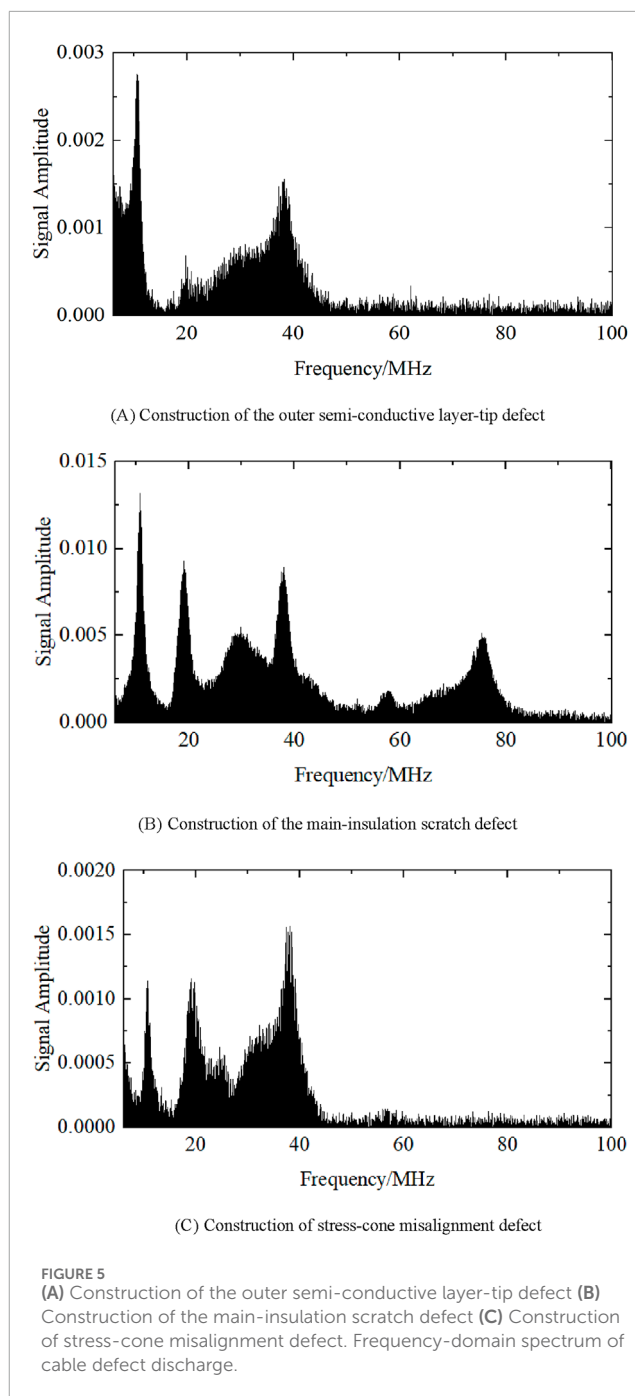 0.003
0.002
0.001
0.000
Signal Amplitude
20
40
60
80
100
Frequency/MHz
(A) Construction of the outer semi-conductive layer-tip defect
0.015
0.010
0.005
0.000
Signal Amplitude
20
40
60
80
100
Frequency/MHz
(B) Construction of the main-insulation scratch defect
0.0020
0.0015
0.0010
0.0005
0.0000
Signal Amplitude
20
40
60
80
100
Frequency/MHz
(C) Construction of stress-cone misalignment defect
FIGURE 5
(A) Construction of the outer semi-conductive layer-tip defect (B)
Construction of the main-insulation scratch defect (C) Construction
of stress-cone misalignment defect. Frequency-domain spectrum of
cable defect discharge.